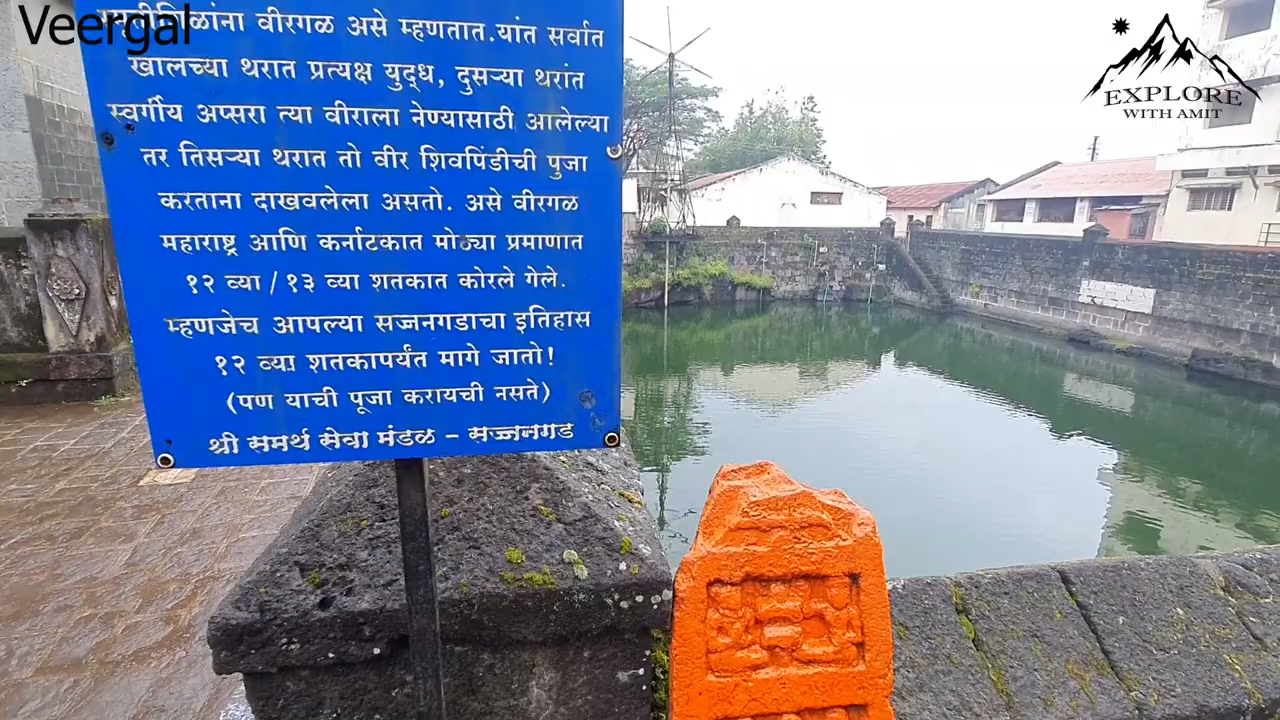 Veergal
EXPLORE
WITH AMIT
वीरगळ असे म्हणतात.यांत सर्वात
खालच्या थरात प्रत्यक्ष युद्ध, दुसऱ्या थरांत
स्वर्गीय अप्सरा त्या वीराला नेण्यासाठी आलेल्या
तर तिसऱ्या थरात तो वीर शिवपिंडीची पुजा
करताना दाखवलेला असतो. असे वीरगळ
महाराष्ट्र आणि कर्नाटकात मोठ्या प्रमाणात
१२ व्या / १३ व्या शतकात कोरले गेले.
म्हणजेच आपल्या सज्जनगडाचा इतिहास
१२ व्या शतकापर्यंत मागे जातो!
(पण याची पूजा करायची नसते)
श्री समर्थ सेवा मंडळ – सज्जनगड